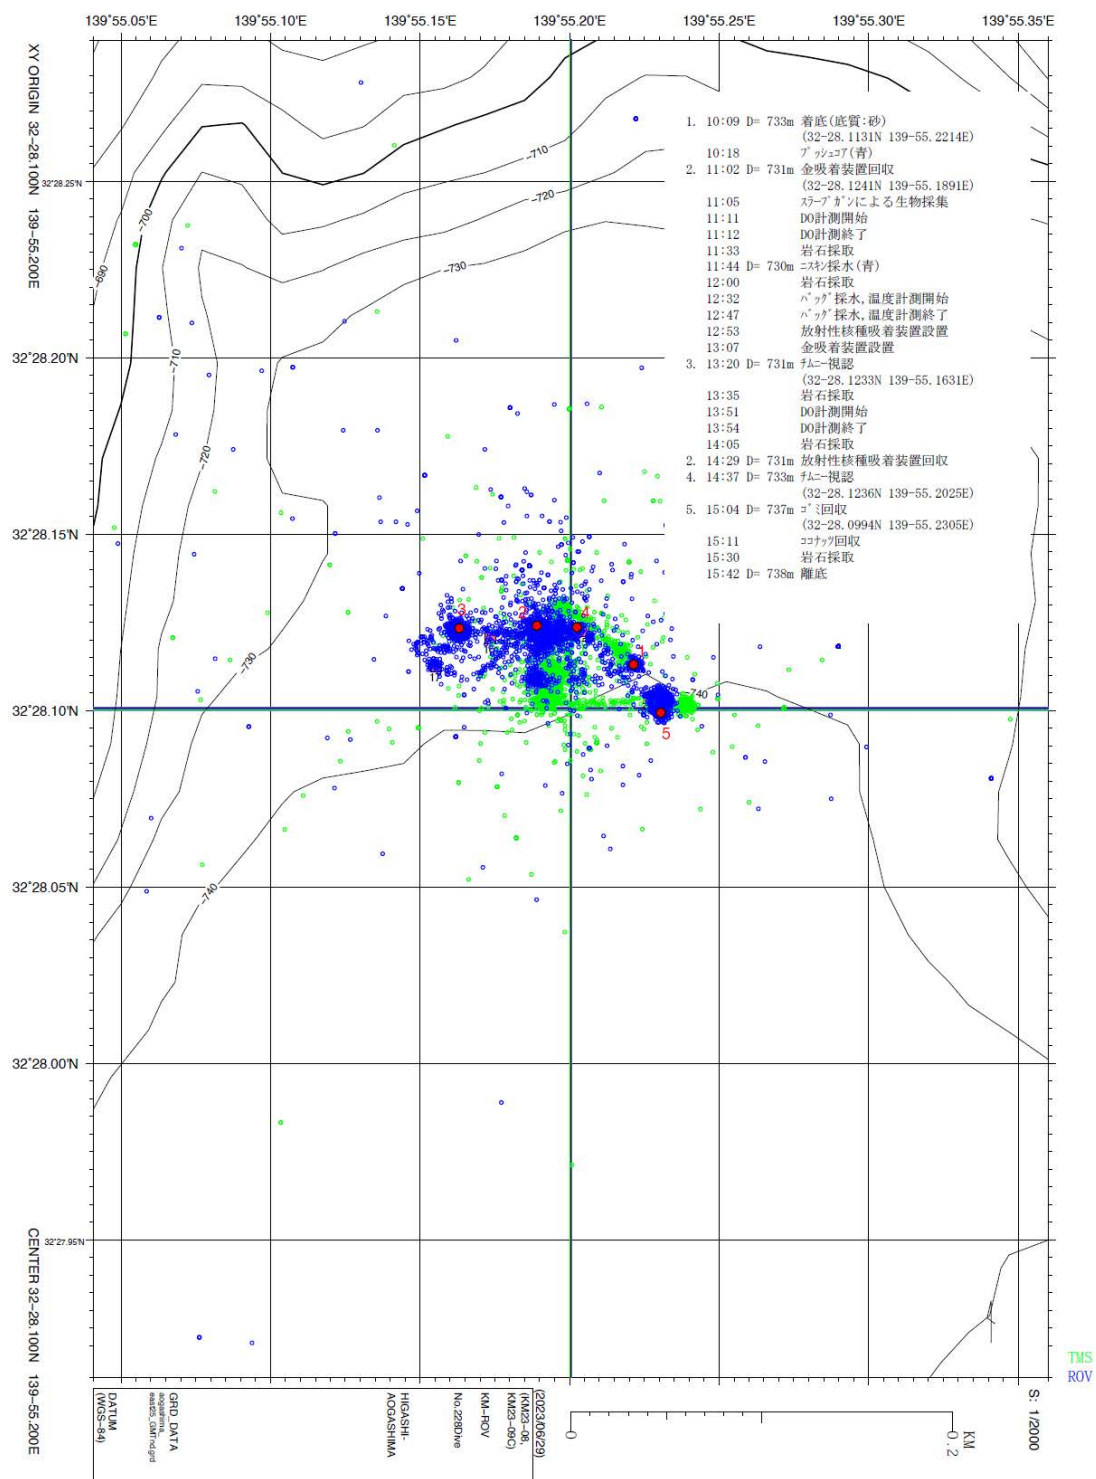 139°55.05'E 139°55.10'E 139°55.15'E 139°55.20'E 139°55.25'E 139°55.30'E 139°55.35'E
XY ORIGIN 32-28.100N 139-55.200E
1. 10:09 D= 733m 着底(底質:砂)
(32-28.1131N 139-55.2214E)
10:18 プッシュコア(青)
2. 11:02 D= 731m 金吸着装置回収
(32-28.1241N 139-55.1891E)
11:05 スラープガンによる生物採集
11:11 DO計測開始
11:12 DO計測終了
11:33 岩石採取
11:44 D= 730m ニスキン採水(青)
12:00 岩石採取
12:32 バッグ採水,温度計測開始
12:47 バッグ採水,温度計測終了
12:53 放射性核種吸着装置設置
13:07 金吸着装置設置
3. 13:20 D= 731m チムニー視認
(32-28.1233N 139-55.1631E)
13:35 岩石採取
13:51 DO計測開始
13:54 DO計測終了
14:05 岩石採取
2. 14:29 D= 731m 放射性核種吸着装置回収
4. 14:37 D= 733m チムニー視認
(32-28.1236N 139-55.2025E)
5. 15:04 D= 737m ゴミ回収
(32-28.0994N 139-55.2305E)
15:11 ココナッツ回収
15:30 岩石採取
15:42 D= 738m 離底
32°28.25'N
32°28.20'N
32°28.15'N
32°28.10'N
32°28.05'N
32°28.00'N
32°27.95'N
-690
-700
-710
-720
-730
-710
-720
-730
-740
-740
3
2
4
1
5
CENTER 32-28.100N 139-55.200E
DATUM
(WGS-84)
GRD_DATA
aogashima_
HIGASHI-
AOGASHIMA
No.228Dive
KM-ROV
(KM23-08,
KM23-09C)
(2023/06/29)
0
0.2
KM
S: 1/2000
TMS
ROV